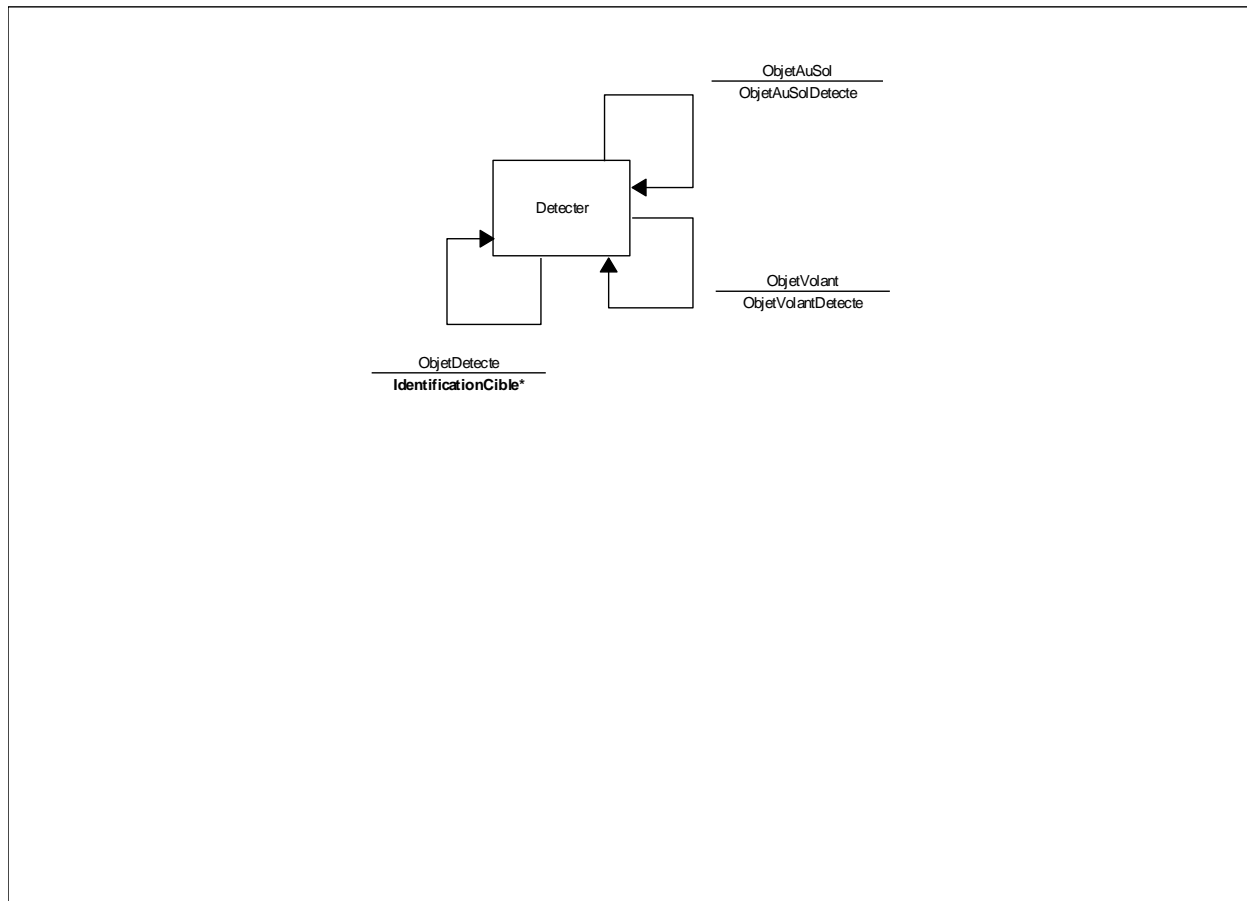 ObjetAuSol
ObjetAuSolDetecte
Detecter
ObjetVolant
ObjetVolantDetecte
ObjetDetecte
IdentificationCible*